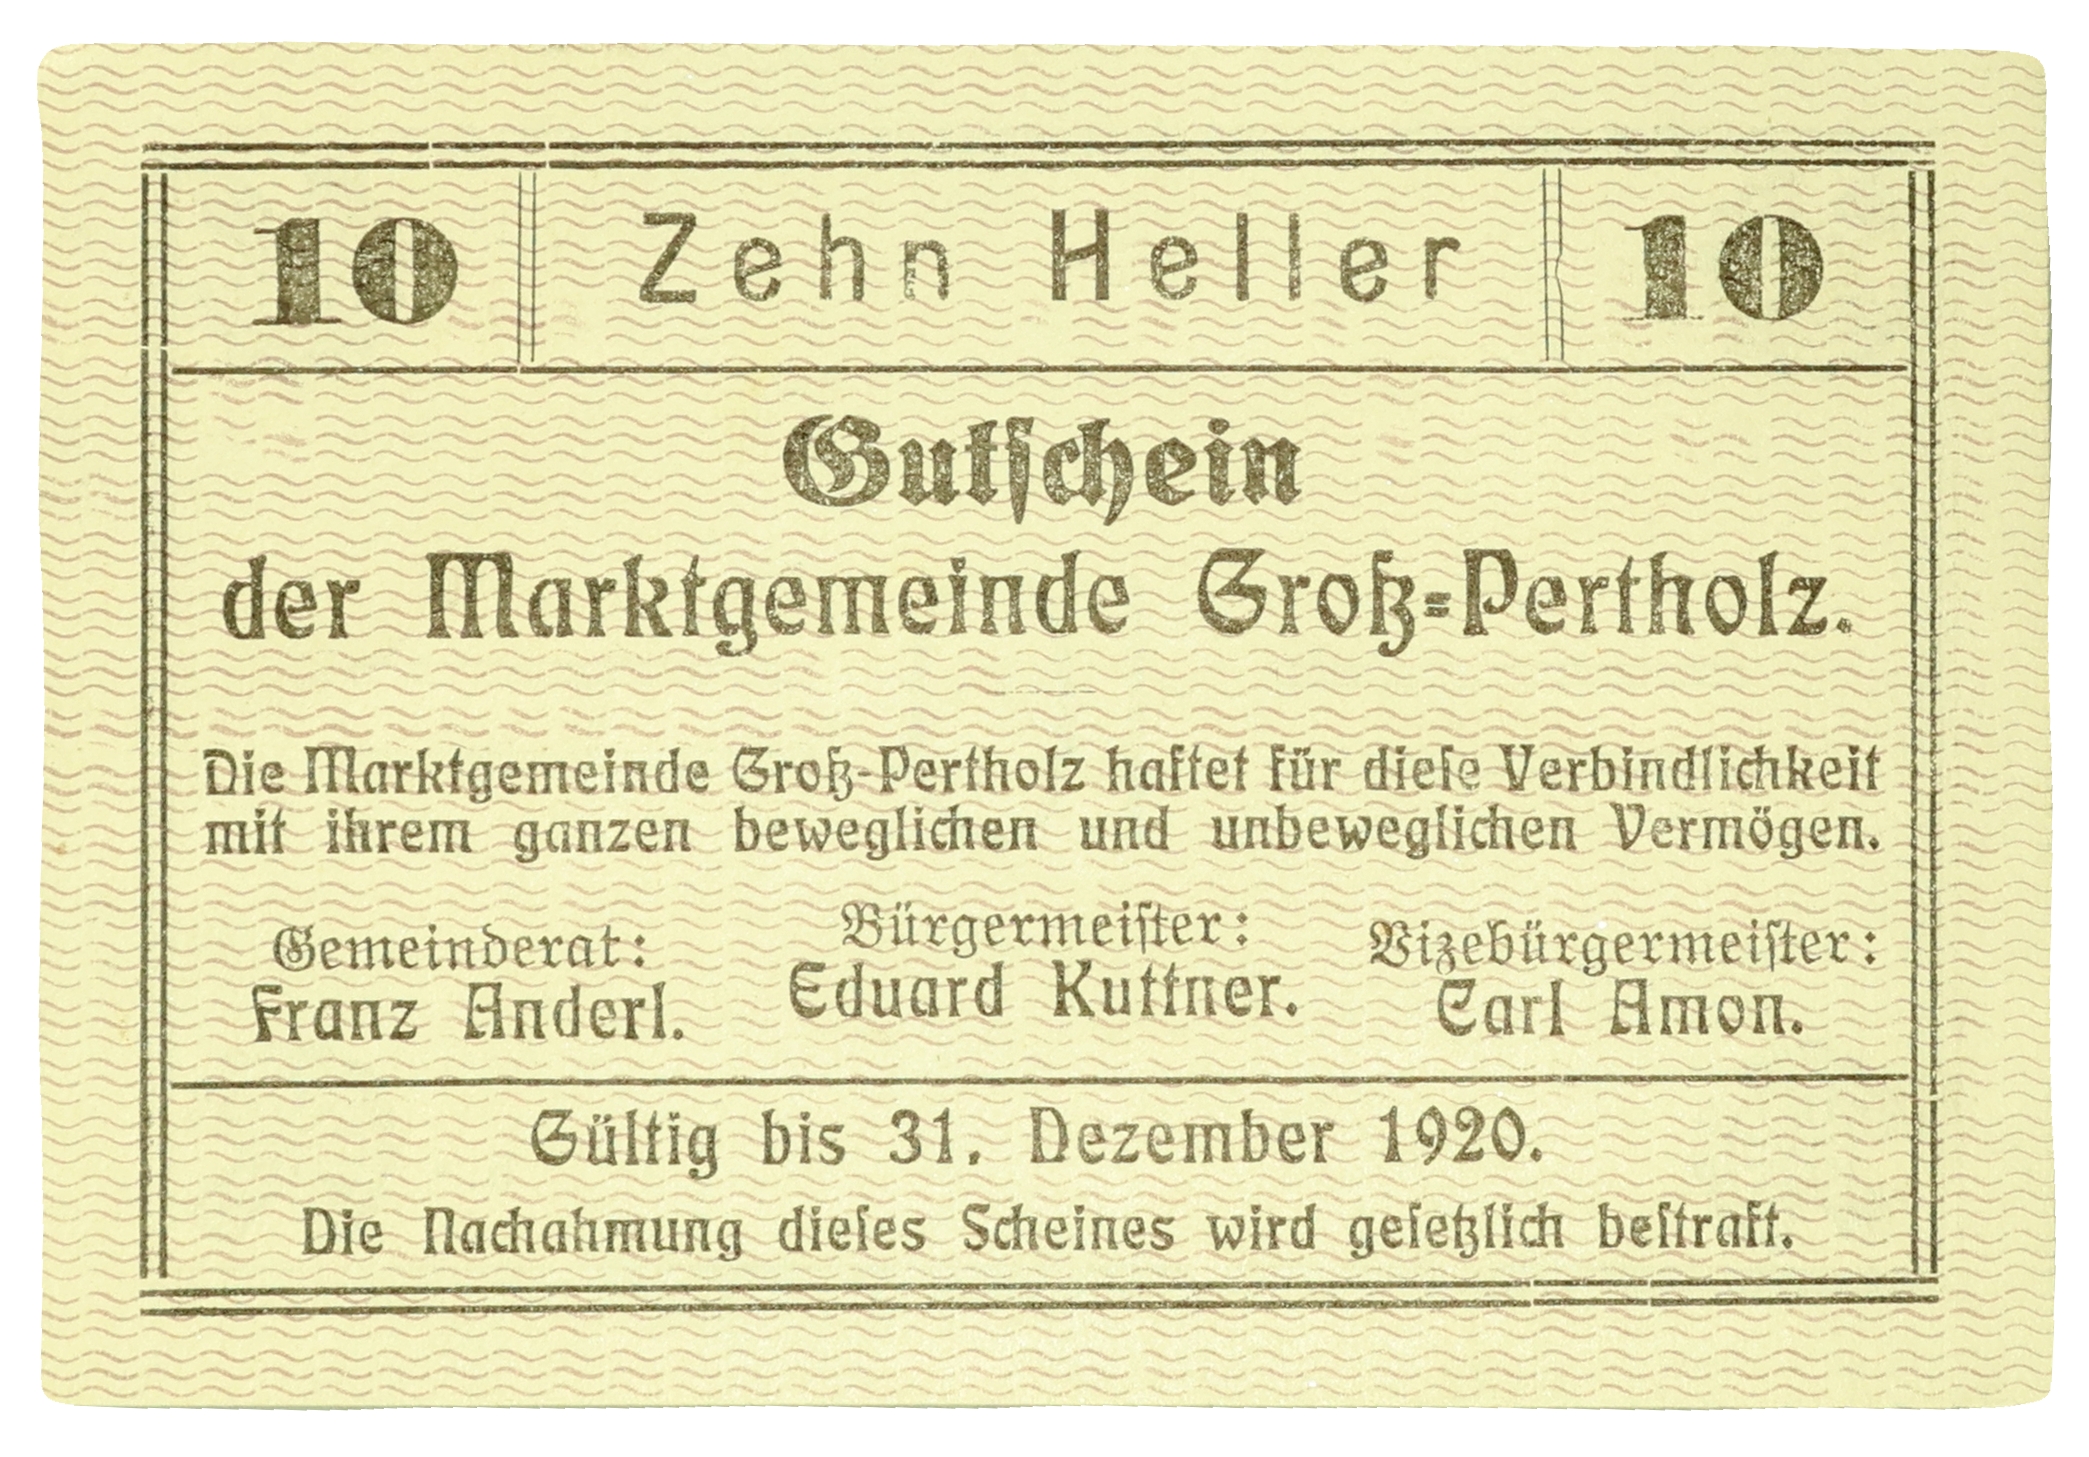 10 Zehn Heller 10
Gutschein
der Marktgemeinde Groß=Pertholz.
Die Marktgemeinde Groß-Pertholz haftet für diese Verbindlichkeit
mit ihrem ganzen beweglichen und unbeweglichen Vermögen.
Gemeinderat: Bürgermeister: Vizebürgermeister:
Franz Anderl. Eduard Kuttner. Carl Amon.
Gültig bis 31. Dezember 1920.
Die Nachahmung dieses Scheines wird gesetzlich bestraft.